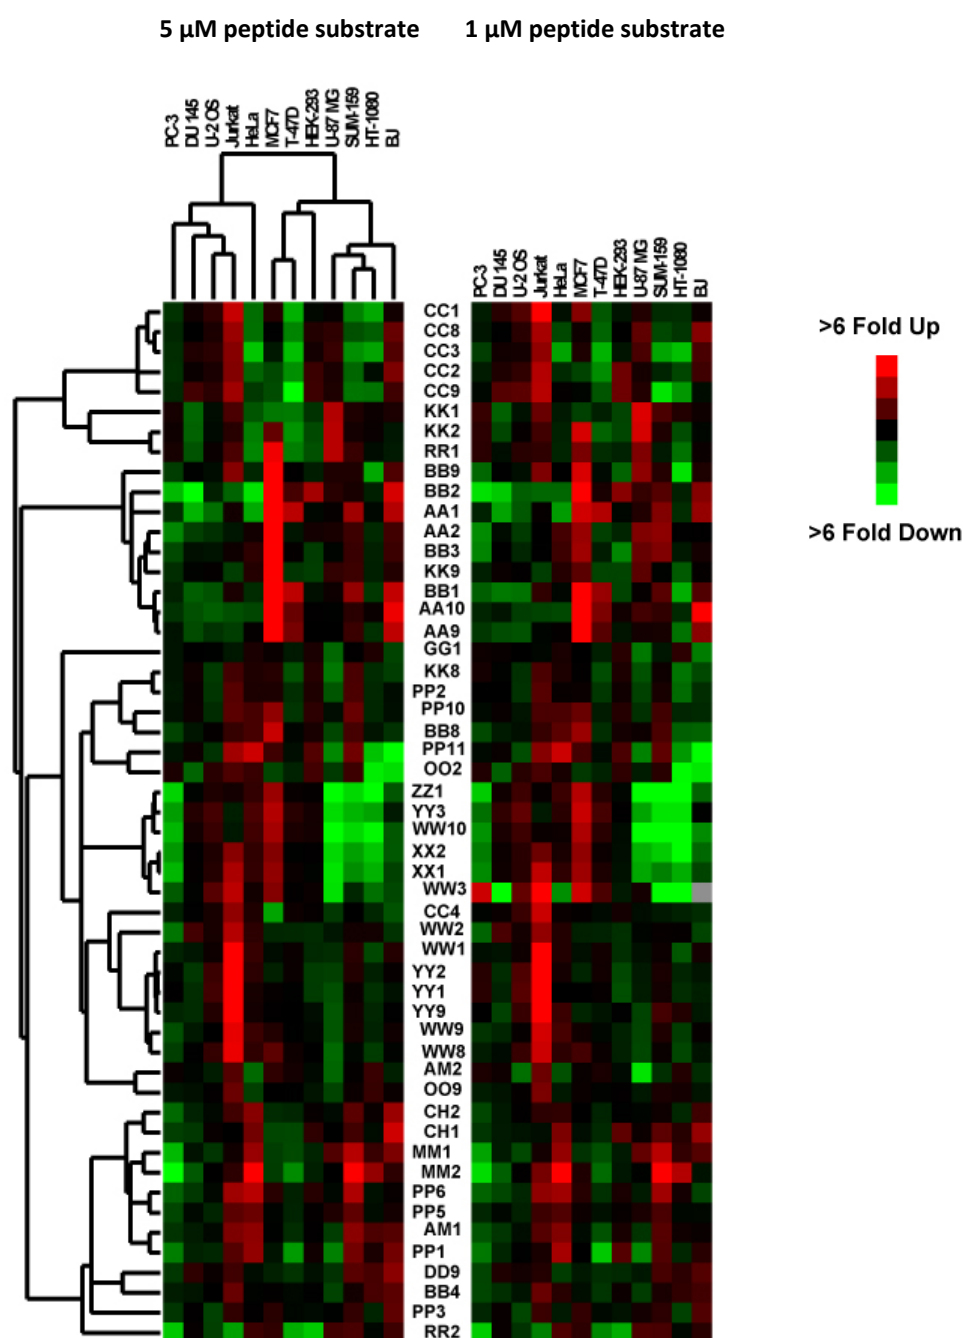 5 µM peptide substrate
1 µM peptide substrate
PC-3
DU 145
U-2 OS
Jurkat
HeLa
MCF7
T-47D
HEK-293
U-87 MG
SUM-159
HT-1080
BJ
PC-3
DU 145
U-2 OS
Jurkat
HeLa
MCF7
T-47D
HEK-293
U-87 MG
SUM-159
HT-1080
BJ
CC1
CC8
CC3
CC2
CC9
KK1
KK2
RR1
BB9
BB2
AA1
AA2
BB3
KK9
BB1
AA10
AA9
GG1
KK8
PP2
PP10
BB8
PP11
OO2
ZZ1
YY3
WW10
XX2
XX1
WW3
CC4
WW2
WW1
YY2
YY1
YY9
WW9
WW8
AM2
OO9
CH2
CH1
MM1
MM2
PP6
PP5
AM1
PP1
DD9
BB4
PP3
RR2
>6 Fold Up
>6 Fold Down